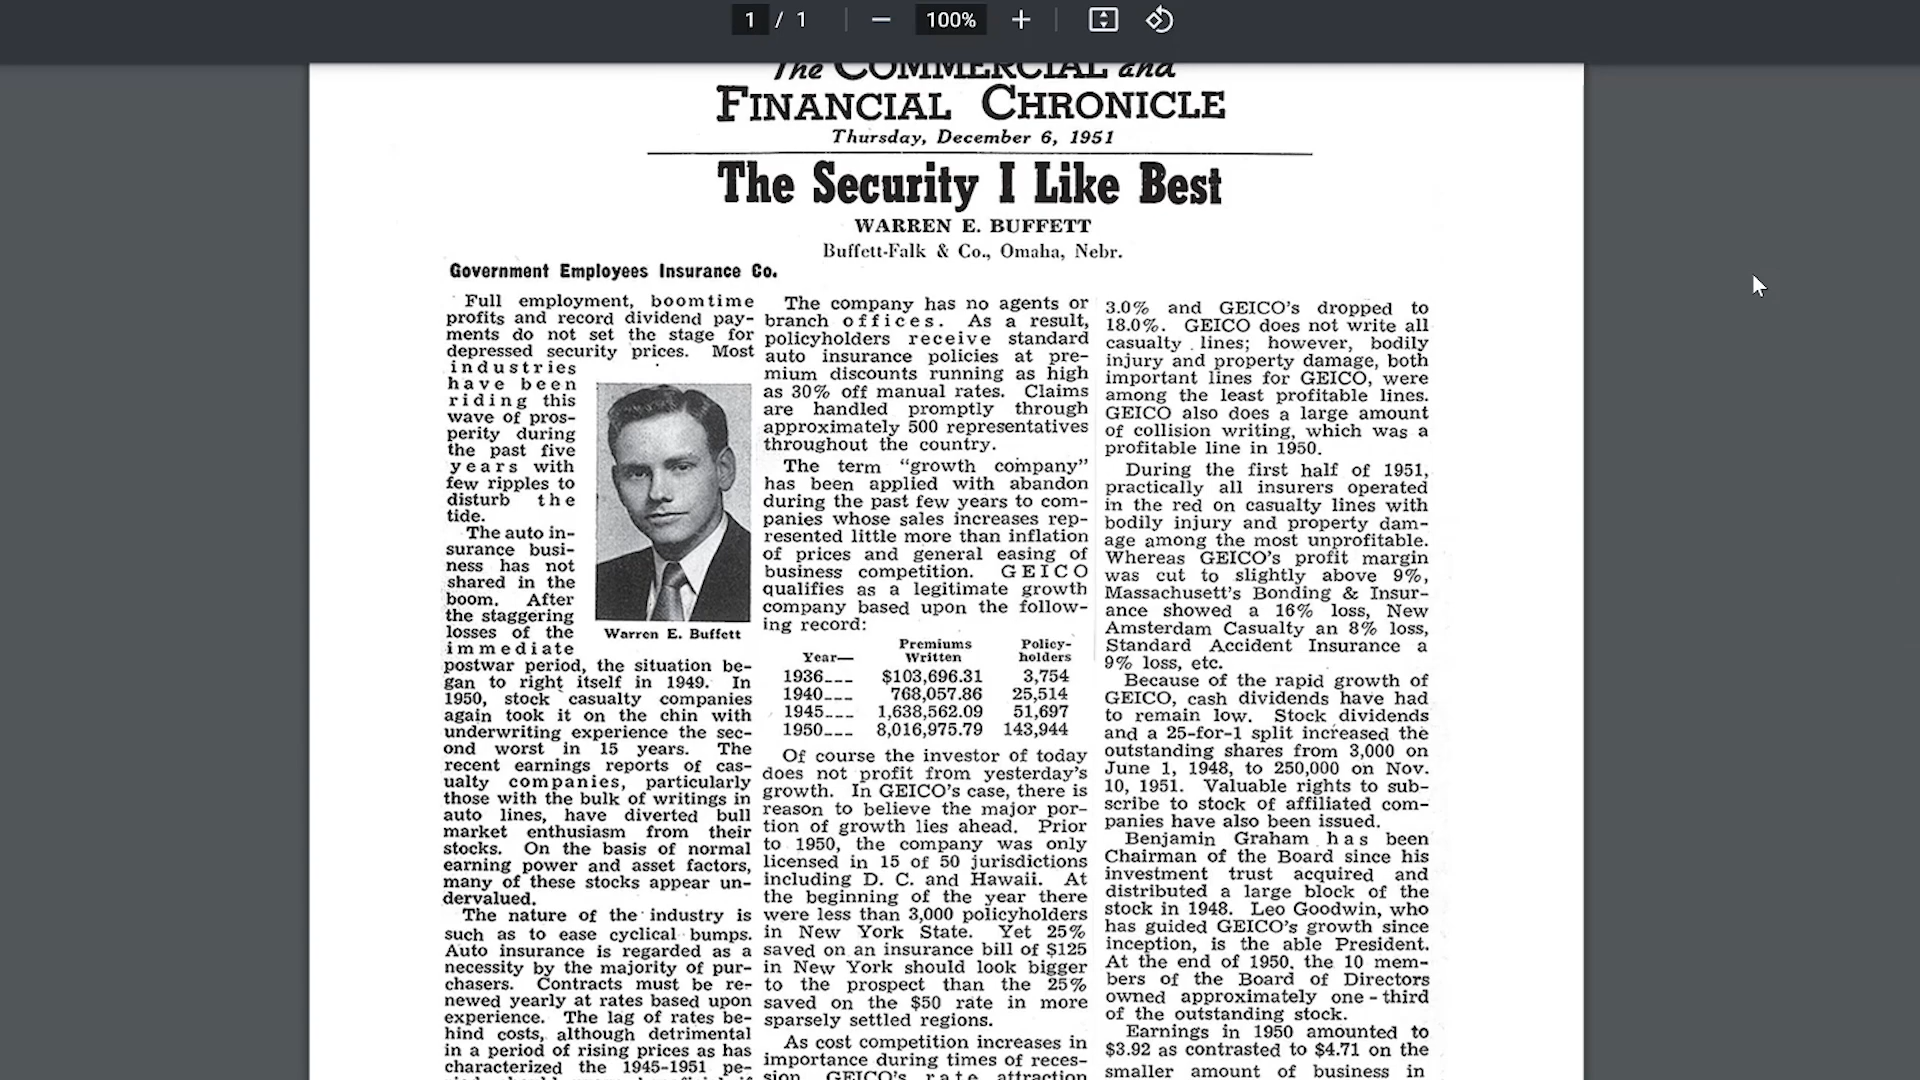 1 / 1
100%
The COMMERCIAL and
FINANCIAL CHRONICLE
Thursday, December 6, 1951
The Security I Like Best
WARREN E. BUFFETT
Buffett-Falk & Co., Omaha, Nebr.
Government Employees Insurance Co.
Full employment, boomtime
profits and record dividend pay-
ments do not set the stage for
depressed security prices. Most
industries
have been
riding this
wave of pros-
perity during
the past five
years with
few ripples to
disturb the
tide.
The auto in-
surance busi-
ness has not
shared in the
boom. After
the staggering
losses of the
immediate
Warren E. Buffett
postwar period, the situation be-
gan to right itself in 1949. In
1950, stock casualty companies
again took it on the chin with
underwriting experience the sec-
ond worst in 15 years. The
recent earnings reports of cas-
ualty companies, particularly
those with the bulk of writings in
auto lines, have diverted bull
market enthusiasm from their
stocks. On the basis of normal
earning power and asset factors,
many of these stocks appear un-
dervalued.
The nature of the industry is
such as to ease cyclical bumps.
Auto insurance is regarded as a
necessity by the majority of pur-
chasers. Contracts must be re-
newed yearly at rates based upon
experience. The lag of rates be-
hind costs, although detrimental
in a period of rising prices as has
characterized the 1945-1951 pe-
The company has no agents or
branch offices. As a result,
policyholders receive standard
auto insurance policies at pre-
mium discounts running as high
as 30% off manual rates. Claims
are handled promptly through
approximately 500 representatives
throughout the country.
The term “growth company”
has been applied with abandon
during the past few years to com-
panies whose sales increases rep-
resented little more than inflation
of prices and general easing of
business competition. GEICO
qualifies as a legitimate growth
company based upon the follow-
ing record:
Premiums Policy-
Year— Written holders
1936--- $103,696.31 3,754
1940--- 768,057.86 25,514
1945--- 1,638,562.09 51,697
1950--- 8,016,975.79 143,944
Of course the investor of today
does not profit from yesterday's
growth. In GEICO's case, there is
reason to believe the major por-
tion of growth lies ahead. Prior
to 1950, the company was only
licensed in 15 of 50 jurisdictions
including D. C. and Hawaii. At
the beginning of the year there
were less than 3,000 policyholders
in New York State. Yet 25%
saved on an insurance bill of $125
in New York should look bigger
to the prospect than the 25%
saved on the $50 rate in more
sparsely settled regions.
As cost competition increases in
importance during times of reces-
sion, GEICO's rate attraction
3.0% and GEICO's dropped to
18.0%. GEICO does not write all
casualty lines; however, bodily
injury and property damage, both
important lines for GEICO, were
among the least profitable lines.
GEICO also does a large amount
of collision writing, which was a
profitable line in 1950.
During the first half of 1951,
practically all insurers operated
in the red on casualty lines with
bodily injury and property dam-
age among the most unprofitable.
Whereas GEICO's profit margin
was cut to slightly above 9%,
Massachusett's Bonding & Insur-
ance showed a 16% loss, New
Amsterdam Casualty an 8% loss,
Standard Accident Insurance a
9% loss, etc.
Because of the rapid growth of
GEICO, cash dividends have had
to remain low. Stock dividends
and a 25-for-1 split increased the
outstanding shares from 3,000 on
June 1, 1948, to 250,000 on Nov.
10, 1951. Valuable rights to sub-
scribe to stock of affiliated com-
panies have also been issued.
Benjamin Graham has been
Chairman of the Board since his
investment trust acquired and
distributed a large block of the
stock in 1948. Leo Goodwin, who
has guided GEICO's growth since
inception, is the able President.
At the end of 1950, the 10 mem-
bers of the Board of Directors
owned approximately one-third
of the outstanding stock.
Earnings in 1950 amounted to
$3.92 as contrasted to $4.71 on the
smaller amount of business in